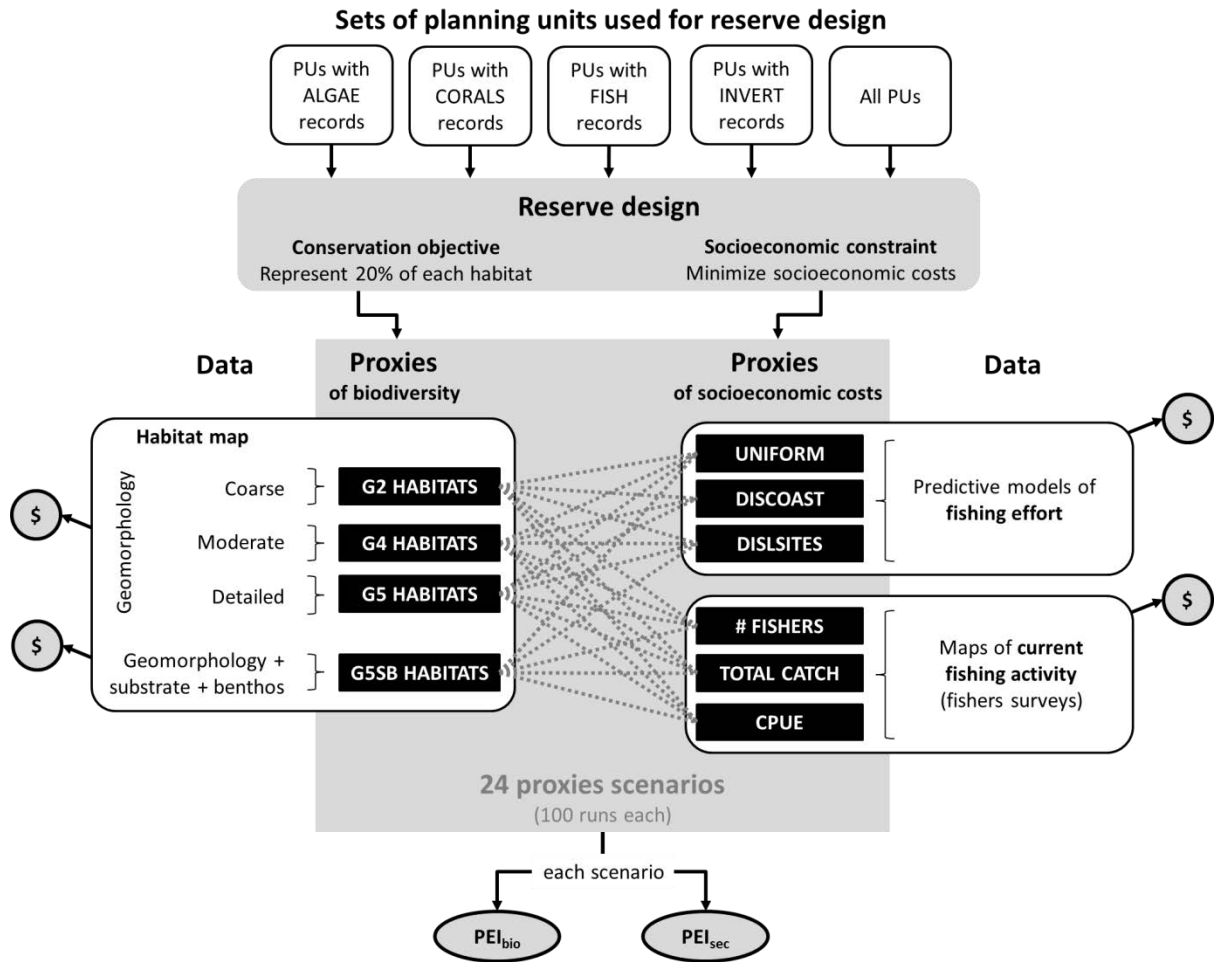 Sets of planning units used for reserve design
PUs with
ALGAE
records
PUs with
CORALS
records
PUs with
FISH
records
PUs with
INVERT
records
All PUs
Reserve design
Conservation objective
Represent 20% of each habitat
Socioeconomic constraint
Minimize socioeconomic costs
Data
Proxies
of biodiversity
Proxies
of socioeconomic costs
Data
Habitat map
Geomorphology
Coarse
G2 HABITATS
Moderate
G4 HABITATS
Detailed
G5 HABITATS
Geomorphology +
substrate + benthos
G5SB HABITATS
$
$
UNIFORM
DISCOAST
DISLSITES
Predictive models of
fishing effort
$
# FISHERS
TOTAL CATCH
CPUE
Maps of current
fishing activity
(fishers surveys)
$
24 proxies scenarios
(100 runs each)
each scenario
PEIbio
PEIsec